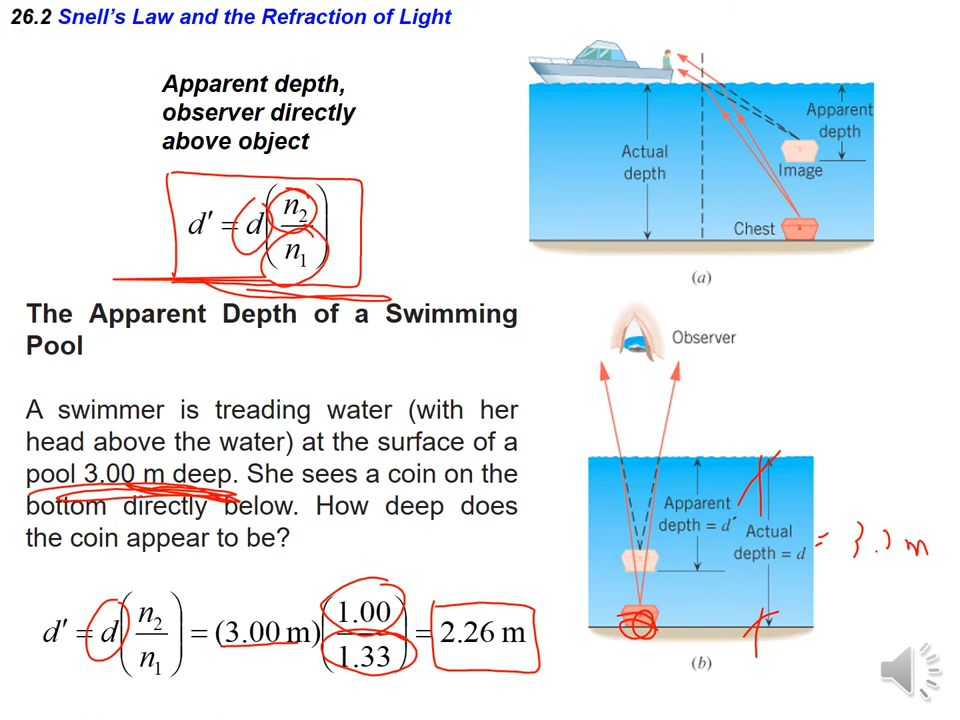 26.2 Snell's Law and the Refraction of Light
Apparent depth,
observer directly
above object
d′ = d(n₂/n₁)
The Apparent Depth of a Swimming
Pool
A swimmer is treading water (with her
head above the water) at the surface of a
pool 3.00 m deep. She sees a coin on the
bottom directly below. How deep does
the coin appear to be?
d′ = d(n₂/n₁) = (3.00 m)(1.00/1.33) = 2.26 m
Actual
depth
Apparent
depth
Image
Chest
(a)
Observer
Apparent
depth = d′
Actual
depth = d
(b)